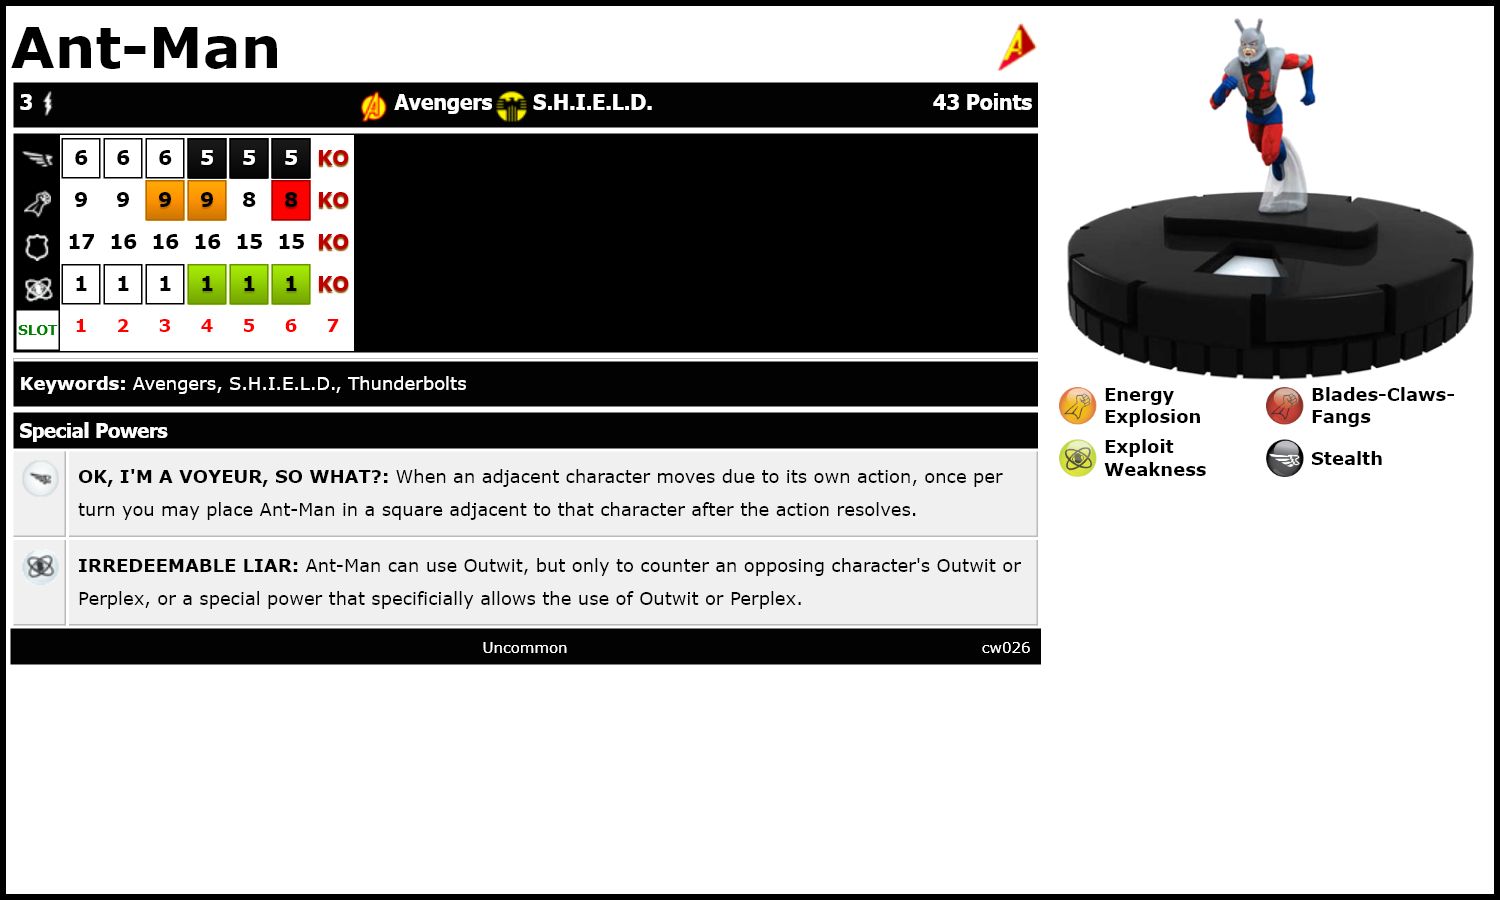 Ant-Man
3 Avengers S.H.I.E.L.D. 43 Points
6 6 6 5 5 5 KO
9 9 9 9 8 8 KO
17 16 16 16 15 15 KO
1 1 1 1 1 1 KO
SLOT 1 2 3 4 5 6 7
Keywords: Avengers, S.H.I.E.L.D., Thunderbolts
Special Powers
OK, I'M A VOYEUR, SO WHAT?: When an adjacent character moves due to its own action, once per
turn you may place Ant-Man in a square adjacent to that character after the action resolves.
IRREDEEMABLE LIAR: Ant-Man can use Outwit, but only to counter an opposing character's Outwit or
Perplex, or a special power that specificially allows the use of Outwit or Perplex.
Uncommon cw026
Energy
Explosion
Blades-Claws-
Fangs
Exploit
Weakness
Stealth